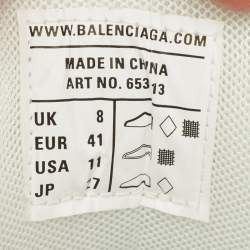 WWW.BALENCIAGA.COM
MADE IN CHINA
ART NO. 653 13
UK 8
EUR 41
USA 11
JP 27